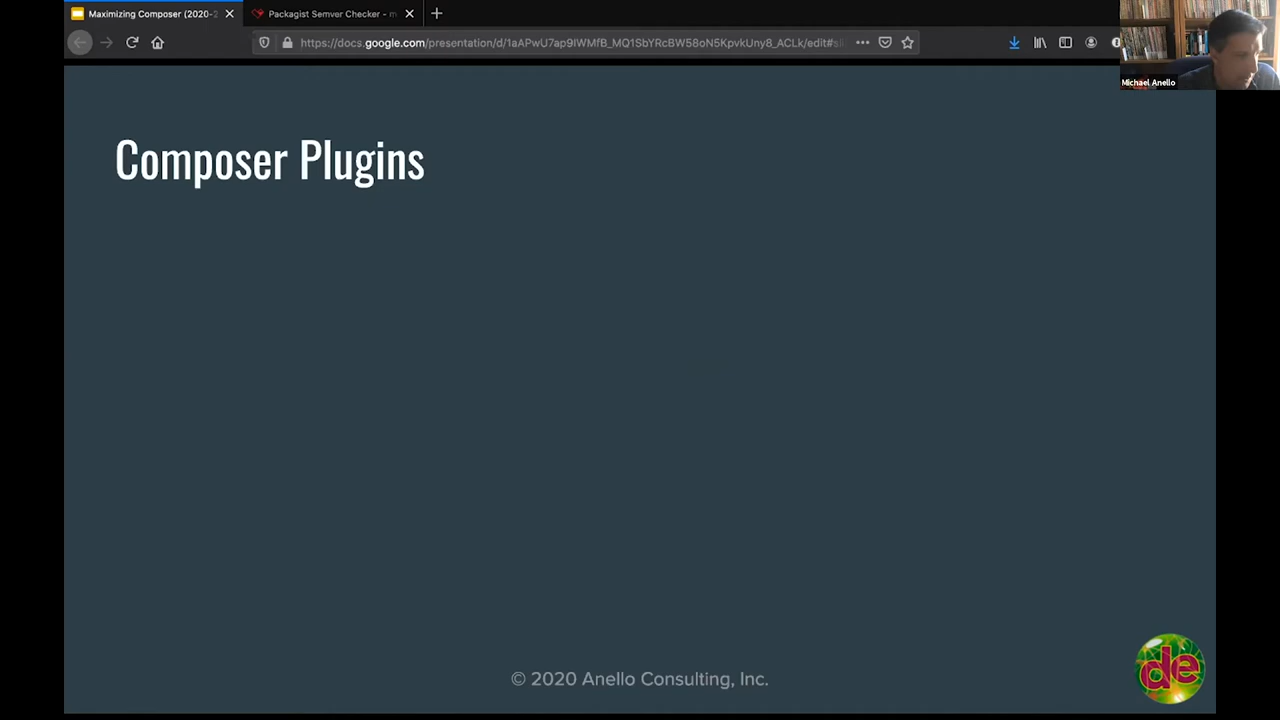 Maximizing Composer (2020-2
Packagist Semver Checker - m
https://docs.google.com/presentation/d/1aAPwU7ap9IWMfB_MQ1SbYRcBW58oN5KpvkUny8_ACLk/edit#sl
Michael Anello
Composer Plugins
© 2020 Anello Consulting, Inc.
de